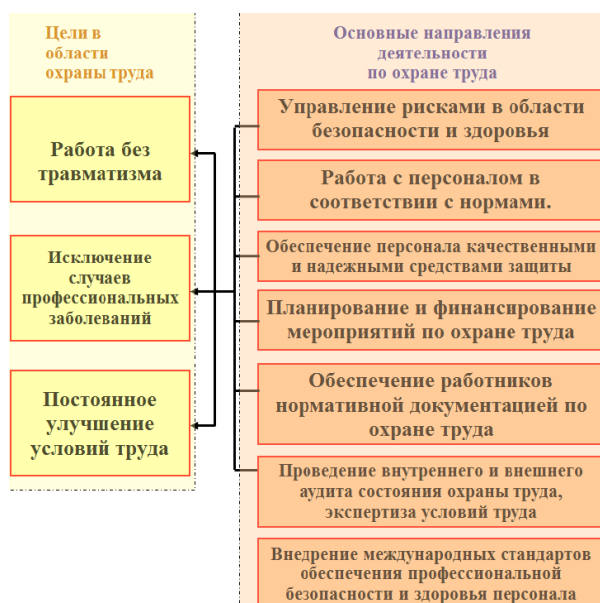 Цели в
области
охраны труда
Работа без
травматизма
Исключение
случаев
профессиональных
заболеваний
Постоянное
улучшение
условий труда
Основные направления
деятельности
по охране труда
Управление рисками в области
безопасности и здоровья
Работа с персоналом в
соответствии с нормами.
Обеспечение персонала качественными
и надежными средствами защиты
Планирование и финансирование
мероприятий по охране труда
Обеспечение работников
нормативной документацией по
охране труда
Проведение внутреннего и внешнего
аудита состояния охраны труда,
экспертиза условий труда
Внедрение международных стандартов
обеспечения профессиональной
безопасности и здоровья персонала